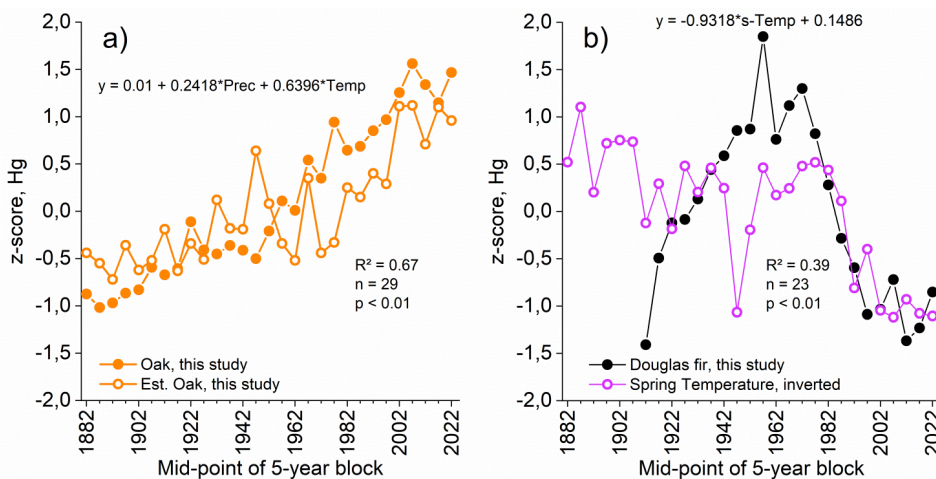 a)
y = 0.01 + 0.2418*Prec + 0.6396*Temp
z-score, Hg
2,0
1,5
1,0
0,5
0,0
-0,5
-1,0
-1,5
-2,0
R² = 0.67
n = 29
p < 0.01
Oak, this study
Est. Oak, this study
1882
1902
1922
1942
1962
1982
2002
2022
Mid-point of 5-year block
y = -0.9318*s-Temp + 0.1486
b)
z-score, Hg
2,0
1,5
1,0
0,5
0,0
-0,5
-1,0
-1,5
2,0
R² = 0.39
n = 23
p < 0.01
Douglas fir, this study
Spring Temperature, inverted
1882
1902
1922
1942
1962
1982
2002
2022
Mid-point of 5-year block